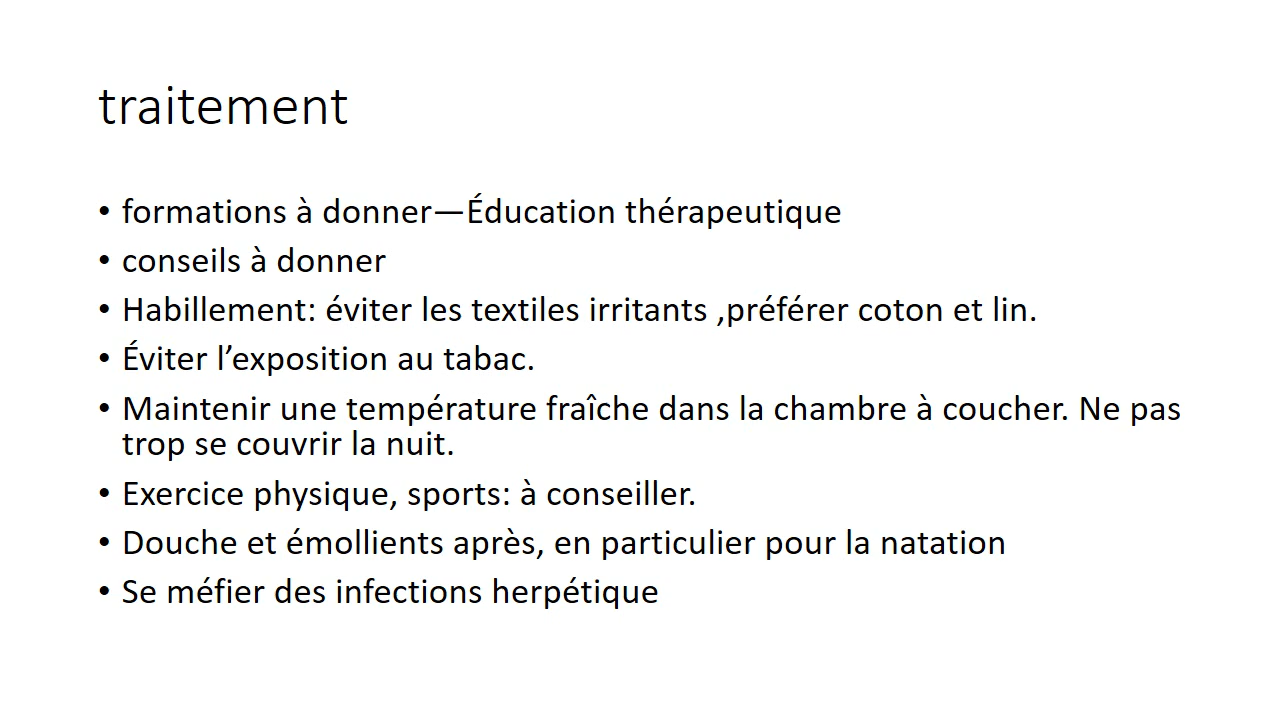 traitement
• formations à donner—Éducation thérapeutique
• conseils à donner
• Habillement: éviter les textiles irritants ,préférer coton et lin.
• Éviter l’exposition au tabac.
• Maintenir une température fraîche dans la chambre à coucher. Ne pas
trop se couvrir la nuit.
• Exercice physique, sports: à conseiller.
• Douche et émollients après, en particulier pour la natation
• Se méfier des infections herpétique